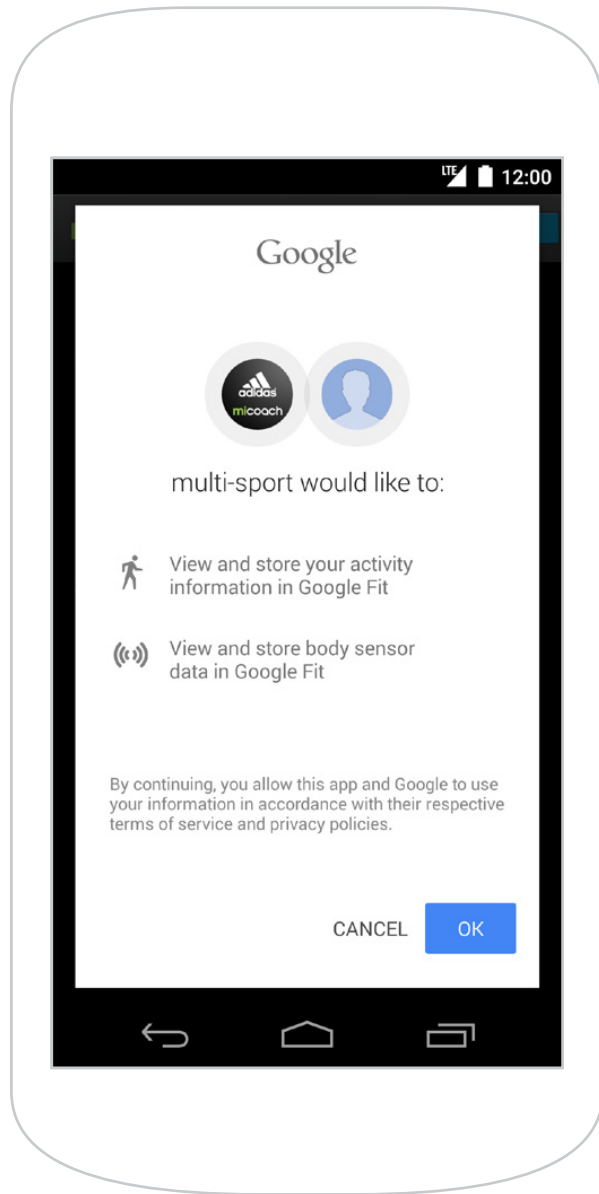 LTE 12:00
Google
adidas
micoach
multi-sport would like to:
View and store your activity
information in Google Fit
View and store body sensor
data in Google Fit
By continuing, you allow this app and Google to use
your information in accordance with their respective
terms of service and privacy policies.
CANCEL OK